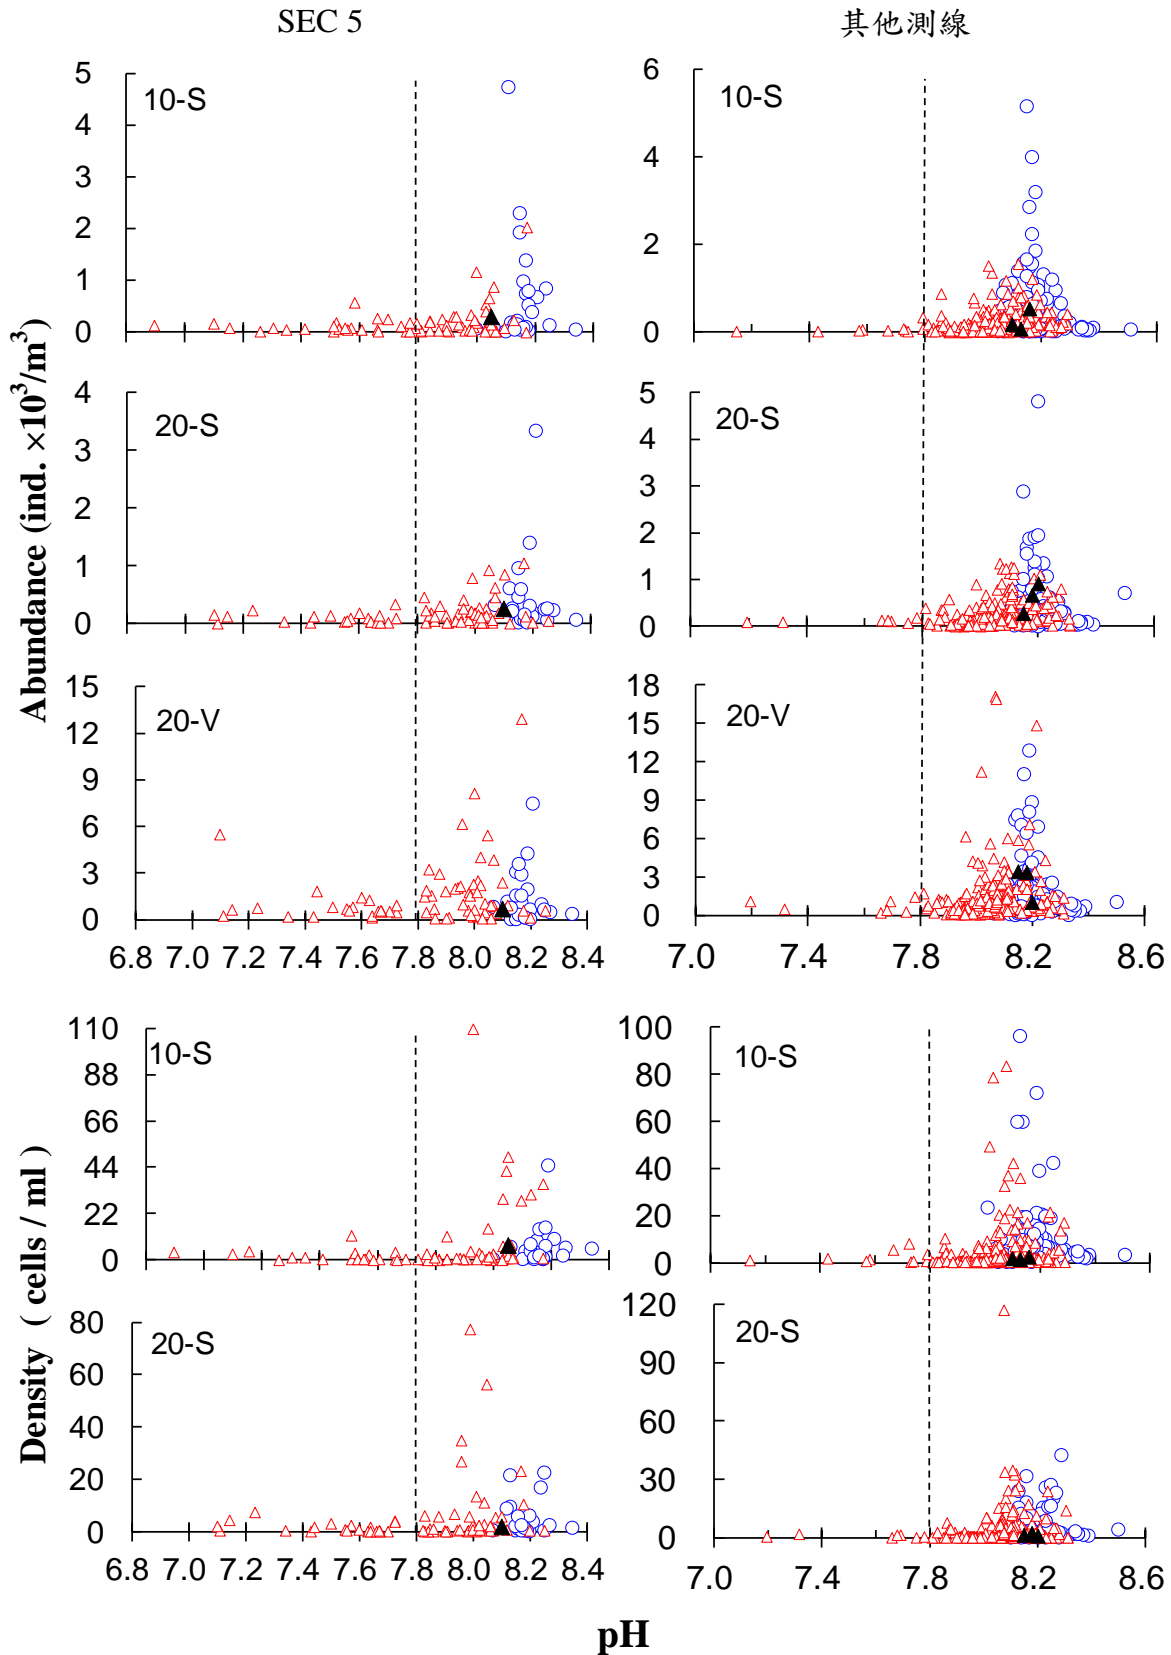 SEC 5
其他測線
10-S
5
4
3
2
1
0
10-S
6
4
2
0
Abundance (ind. ×10³/m³)
20-S
4
3
2
1
0
20-S
5
4
3
2
1
0
20-V
15
12
9
6
3
0
6.8 7.0 7.2 7.4 7.6 7.8 8.0 8.2 8.4
20-V
18
15
12
9
6
3
0
7.0 7.4 7.8 8.2 8.6
Density ( cells / ml )
10-S
110
88
66
44
22
0
10-S
100
80
60
40
20
0
20-S
80
60
40
20
0
6.8 7.0 7.2 7.4 7.6 7.8 8.0 8.2 8.4
20-S
120
90
60
30
0
7.0 7.4 7.8 8.2 8.6
pH